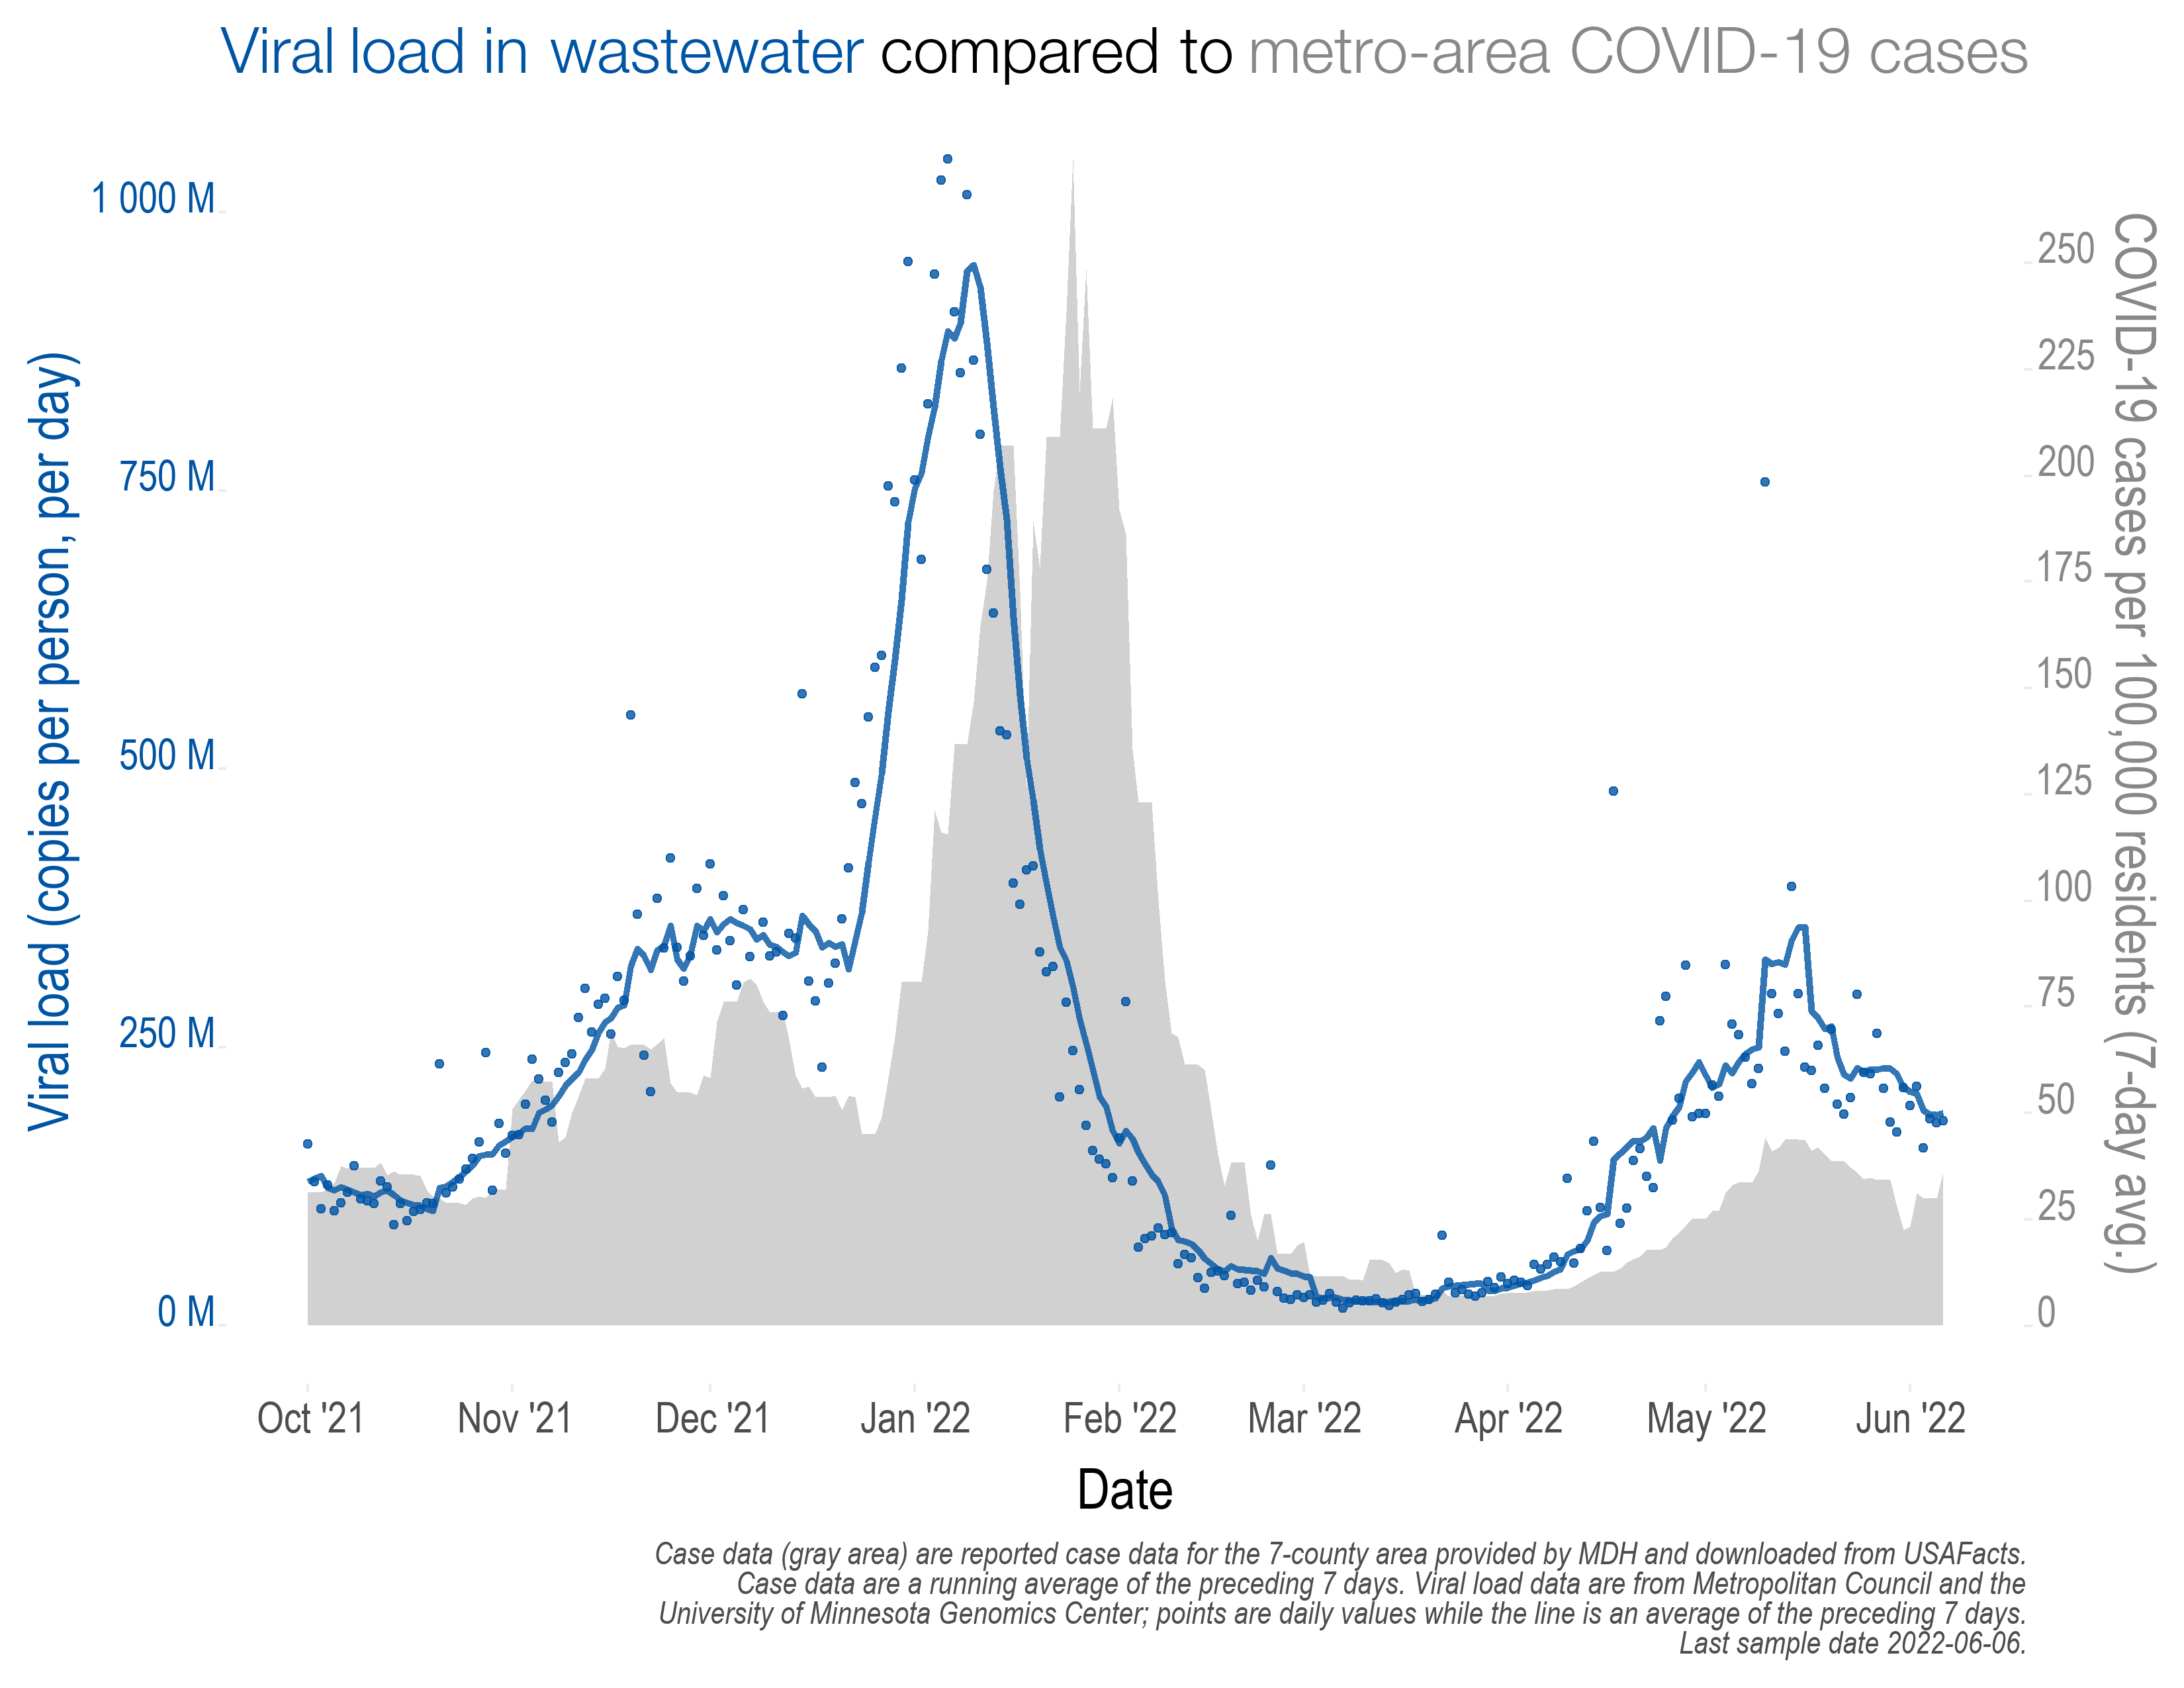 Viral load in wastewater compared to metro-area COVID-19 cases
Viral load (copies per person, per day)
1 000 M
750 M
500 M
250 M
0 M
250
225
200
175
150
125
100
75
50
25
0
COVID-19 cases per 100,000 residents (7-day avg.)
Oct '21 Nov '21 Dec '21 Jan '22 Feb '22 Mar '22 Apr '22 May '22 Jun '22
Date
Case data (gray area) are reported case data for the 7-county area provided by MDH and downloaded from USAFacts.
Case data are a running average of the preceding 7 days. Viral load data are from Metropolitan Council and the
University of Minnesota Genomics Center; points are daily values while the line is an average of the preceding 7 days.
Last sample date 2022-06-06.